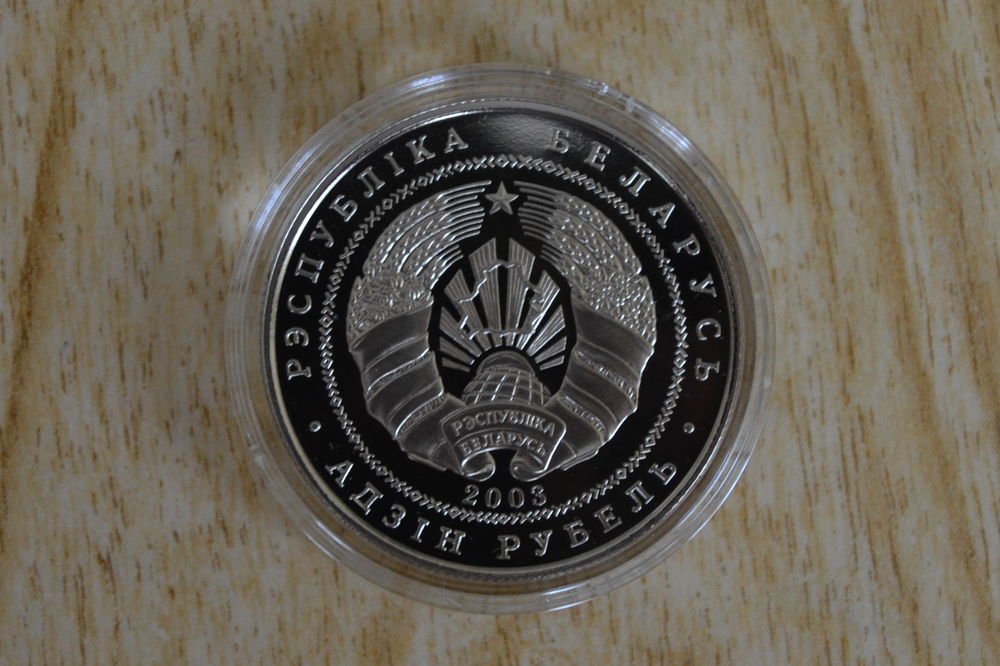 РЭСПУБЛІКА БЕЛАРУСЬ
РЭСПУБЛІКА
БЕЛАРУСЬ
2003
• АДЗІН РУБЕЛЬ •